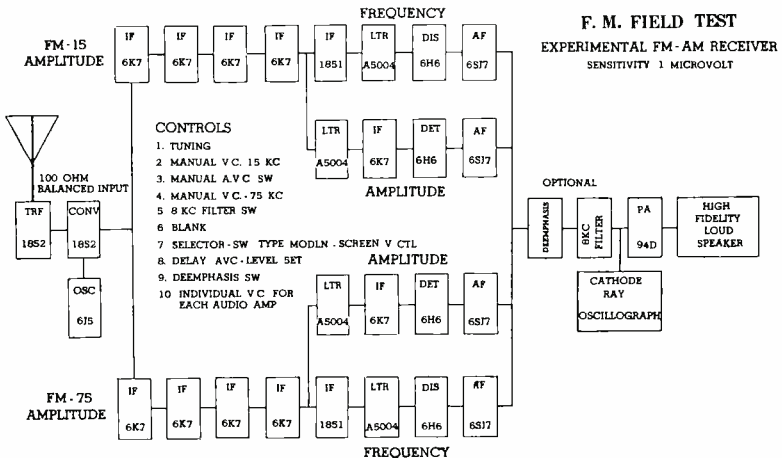 F. M. FIELD TEST
EXPERIMENTAL FM-AM RECEIVER
SENSITIVITY 1 MICROVOLT
FREQUENCY
FM-15
AMPLITUDE
IF
6K7
IF
6K7
IF
6K7
IF
6K7
IF
1851
LTR
A5004
DIS
6H6
AF
6SJ7
LTR
A5004
IF
6K7
DET
6H6
AF
6SJ7
AMPLITUDE
CONTROLS
1. TUNING
2 MANUAL V C. 15 KC
3. MANUAL A.V.C SW
4. MANUAL V C. - 75 KC
5 8 KC FILTER SW
6 BLANK
7 SELECTOR - SW TYPE MODLN - SCREEN V CTL
8. DELAY AVC - LEVEL SET
9. DEEMPHASIS SW
10 INDIVIDUAL V C FOR
EACH AUDIO AMP
100 OHM
BALANCED INPUT
TRF
1852
CONV
1852
OSC
6J5
OPTIONAL
DEEMPHASIS
8KC
FILTER
PA
94D
HIGH
FIDELITY
LOUD
SPEAKER
CATHODE
RAY
OSCILLOGRAPH
AMPLITUDE
LTR
A5004
IF
6K7
DET
6H6
AF
6SJ7
FM - 75
AMPLITUDE
IF
6K7
IF
6K7
IF
6K7
IF
6K7
IF
1851
LTR
A5004
DIS
6H6
AF
6SJ7
FREQUENCY